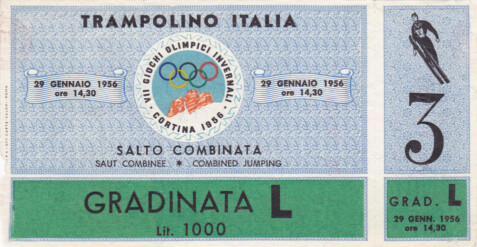 TRAMPOLINO ITALIA
VII GIOCHI OLIMPICI INVERNALI
CORTINA 1956
29 GENNAIO 1956
ore 14,30
29 GENNAIO 1956
ore 14,30
SALTO COMBINATA
SAUT COMBINEE * COMBINED JUMPING
GRADINATA L
Lit. 1000
3
GRAD. L
29 GENN. 1956
ore 14,30